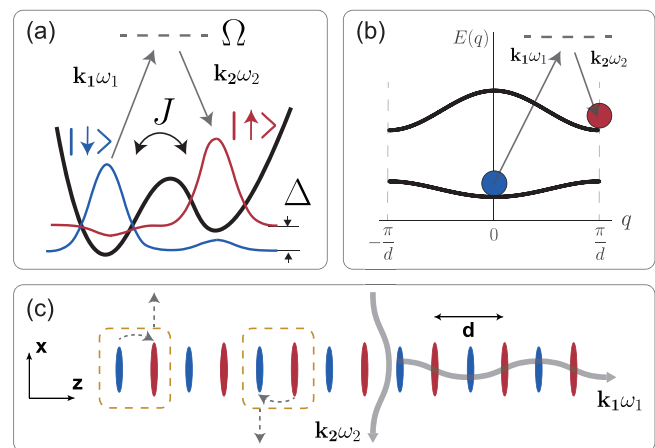 (a)
Ω
k₁ω₁
k₂ω₂
J
|↓⟩
|↑⟩
Δ
(b)
E(q)
k₁ω₁
k₂ω₂
−π/d
0
π/d
q
(c)
x
z
d
k₂ω₂
k₁ω₁